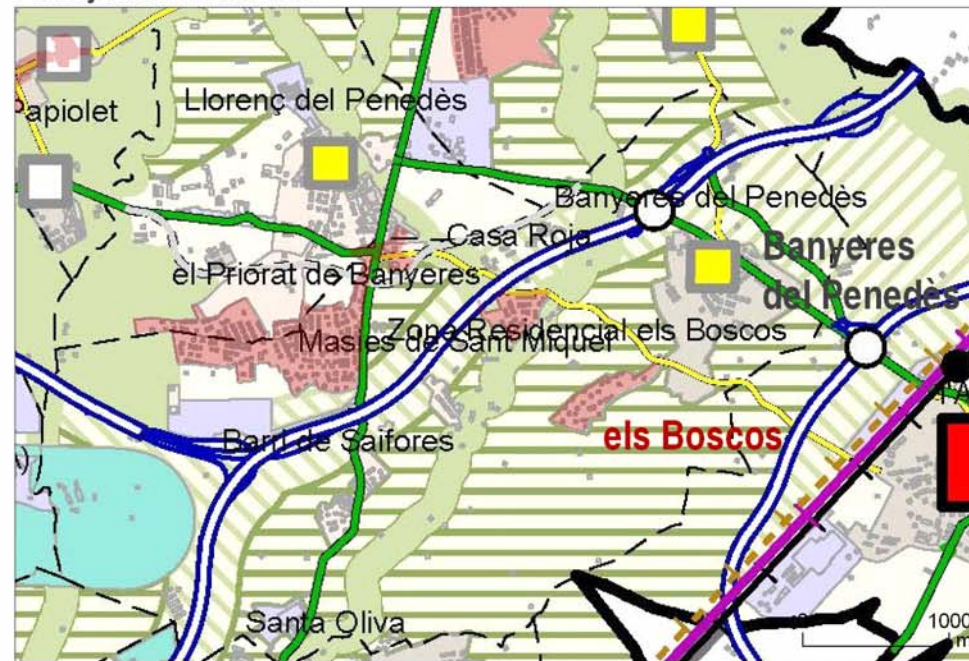 apiolet
Llorenç del Penedès
Banyeres del Penedès
Casa Roja
Banyeres
del Penedès
el Priorat de Banyeres
Zona Residencial els Boscos
Masies de Sant Miquel
els Boscos
Barri de Saifores
Santa Oliva
0 1000
m